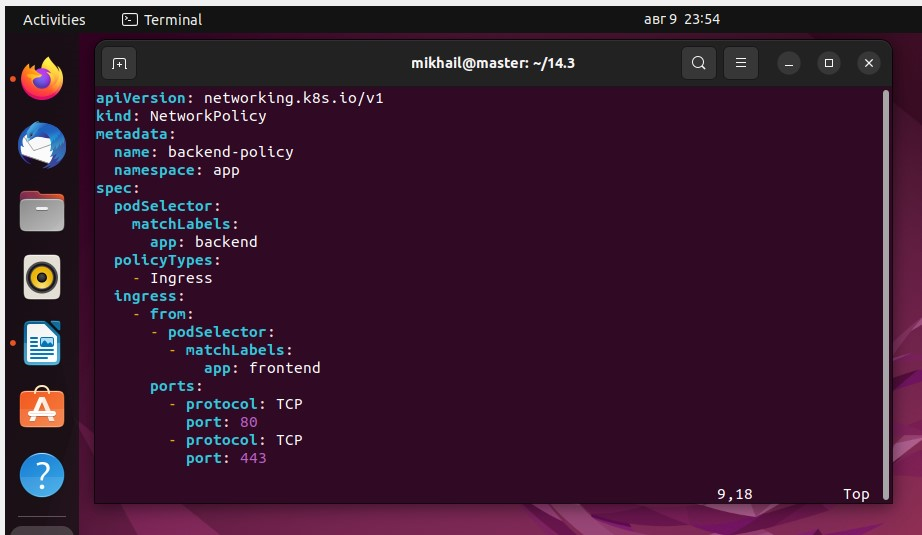 Activities Terminal авг 9 23:54
mikhail@master: ~/14.3
apiVersion: networking.k8s.io/v1
kind: NetworkPolicy
metadata:
  name: backend-policy
  namespace: app
spec:
  podSelector:
    matchLabels:
      app: backend
  policyTypes:
    - Ingress
  ingress:
    - from:
      - podSelector:
        - matchLabels:
            app: frontend
      ports:
        - protocol: TCP
          port: 80
        - protocol: TCP
          port: 443
9,18 Top